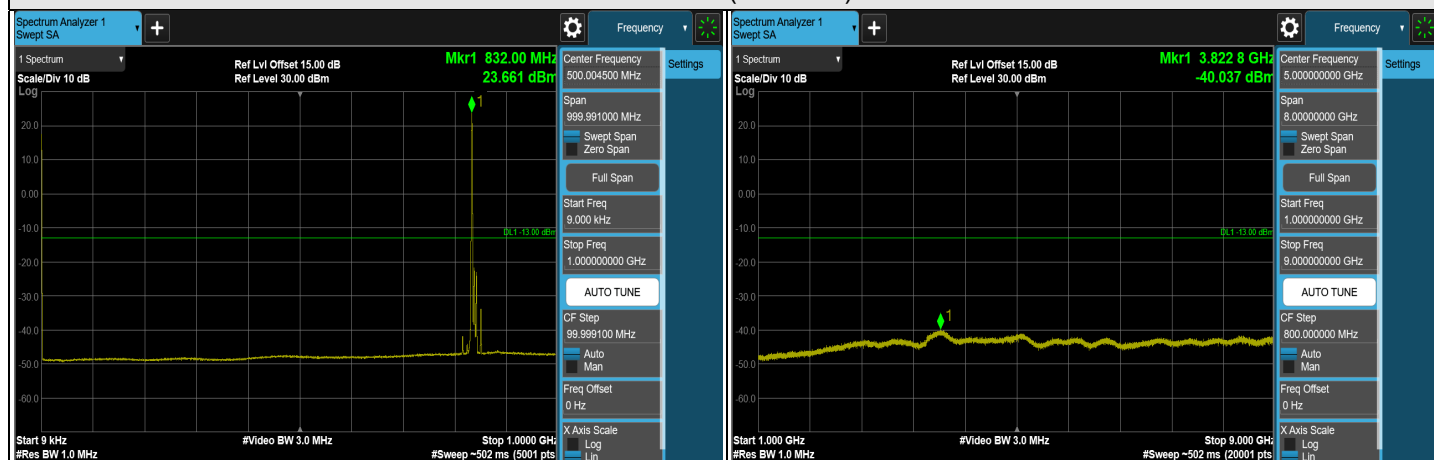 Spectrum Analyzer 1
Swept SA
+
Frequency
1 Spectrum
Scale/Div 10 dB
Log
Ref Lvl Offset 15.00 dB
Ref Level 30.00 dBm
Mkr1 832.00 MHz
23.661 dBm
1
20.0
10.0
0.00
-10.0
DL1 -13.00 dBm
-20.0
-30.0
-40.0
-50.0
-60.0
Start 9 kHz
#Res BW 1.0 MHz
#Video BW 3.0 MHz
Stop 1.0000 GHz
#Sweep ~502 ms (5001 pts
Center Frequency
500.004500 MHz
Settings
Span
999.991000 MHz
Swept Span
Zero Span
Full Span
Start Freq
9.000 kHz
Stop Freq
1.000000000 GHz
AUTO TUNE
CF Step
99.999100 MHz
Auto
Man
Freq Offset
0 Hz
X Axis Scale
Log
Lin
Spectrum Analyzer 1
Swept SA
+
Frequency
1 Spectrum
Scale/Div 10 dB
Log
Ref Lvl Offset 15.00 dB
Ref Level 30.00 dBm
Mkr1 3.822 8 GHz
-40.037 dBm
1
20.0
10.0
0.00
-10.0
DL1 -13.00 dBm
-20.0
-30.0
-40.0
-50.0
-60.0
Start 1.000 GHz
#Res BW 1.0 MHz
#Video BW 3.0 MHz
Stop 9.000 GHz
#Sweep ~502 ms (20001 pts
Center Frequency
5.000000000 GHz
Settings
Span
8.00000000 GHz
Swept Span
Zero Span
Full Span
Start Freq
1.000000000 GHz
Stop Freq
9.000000000 GHz
AUTO TUNE
CF Step
800.000000 MHz
Auto
Man
Freq Offset
0 Hz
X Axis Scale
Log
Lin